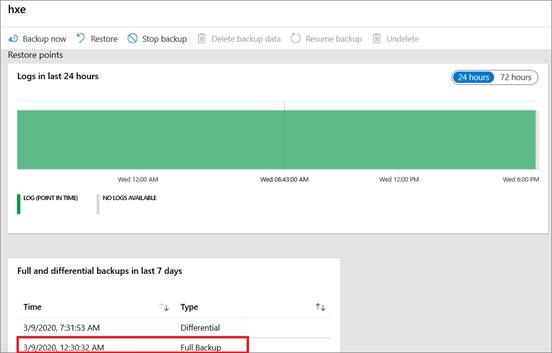 hxe
Backup now Restore Stop backup Delete backup data Resume backup Undelete
Restore points
Logs in last 24 hours 24 hours 72 hours
Wed 12:00 AM Wed 06:43:00 AM Wed 12:00 PM Wed 6:00 PM
LOG (POINT IN TIME) NO LOGS AVAILABLE
Full and differential backups in last 7 days
Time Type
3/9/2020, 7:31:53 AM Differential
3/9/2020, 12:30:32 AM Full Backup